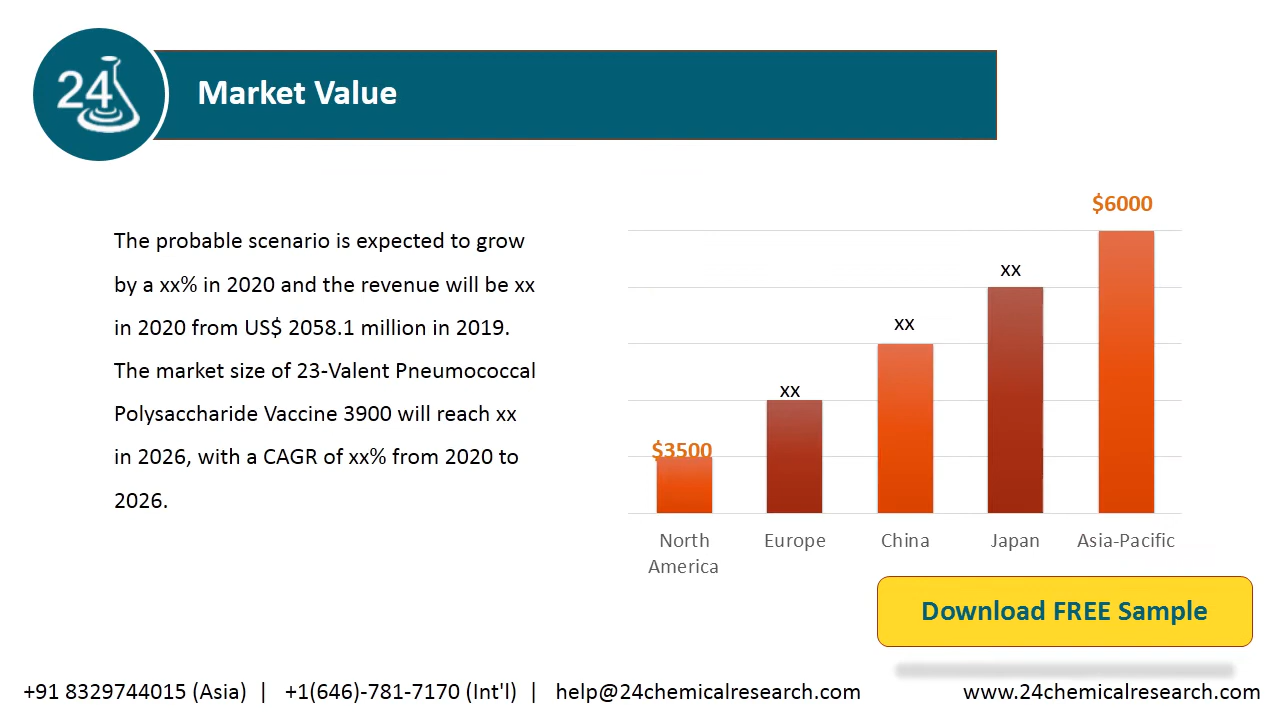 24
Market Value
The probable scenario is expected to grow
by a xx% in 2020 and the revenue will be xx
in 2020 from US$ 2058.1 million in 2019.
The market size of 23-Valent Pneumococcal
Polysaccharide Vaccine 3900 will reach xx
in 2026, with a CAGR of xx% from 2020 to
2026.
$6000
xx
xx
xx
$3500
North
America
Europe
China
Japan
Asia-Pacific
Download FREE Sample
+91 8329744015 (Asia) | +1(646)-781-7170 (Int'l) | help@24chemicalresearch.com
www.24chemicalresearch.com